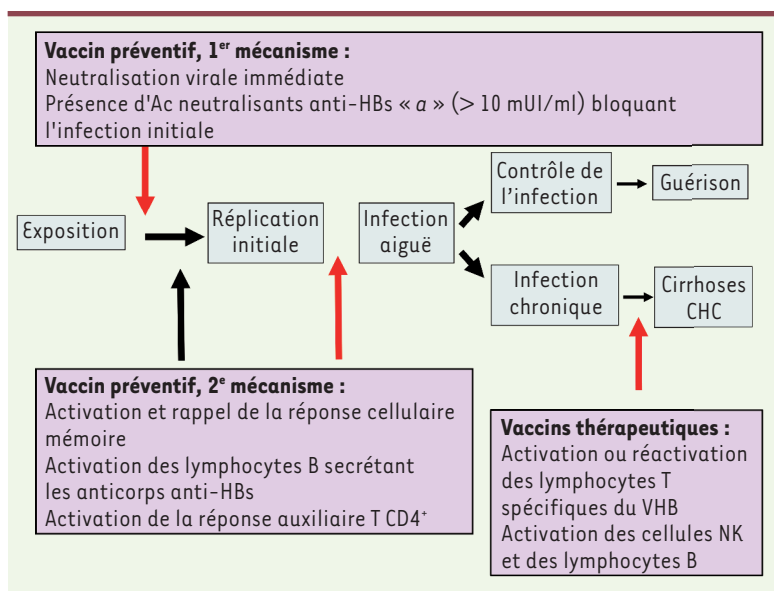 Vaccin préventif, 1er mécanisme :
Neutralisation virale immédiate
Présence d'Ac neutralisants anti-HBs « a » (> 10 mUI/ml) bloquant
l'infection initiale
Exposition
Réplication
initiale
Infection
aiguë
Contrôle de
l'infection
Guérison
Infection
chronique
Cirrhoses
CHC
Vaccin préventif, 2e mécanisme :
Activation et rappel de la réponse cellulaire
mémoire
Activation des lymphocytes B secrétant
les anticorps anti-HBs
Activation de la réponse auxiliaire T CD4+
Vaccins thérapeutiques :
Activation ou réactivation
des lymphocytes T
spécifiques du VHB
Activation des cellules NK
et des lymphocytes B